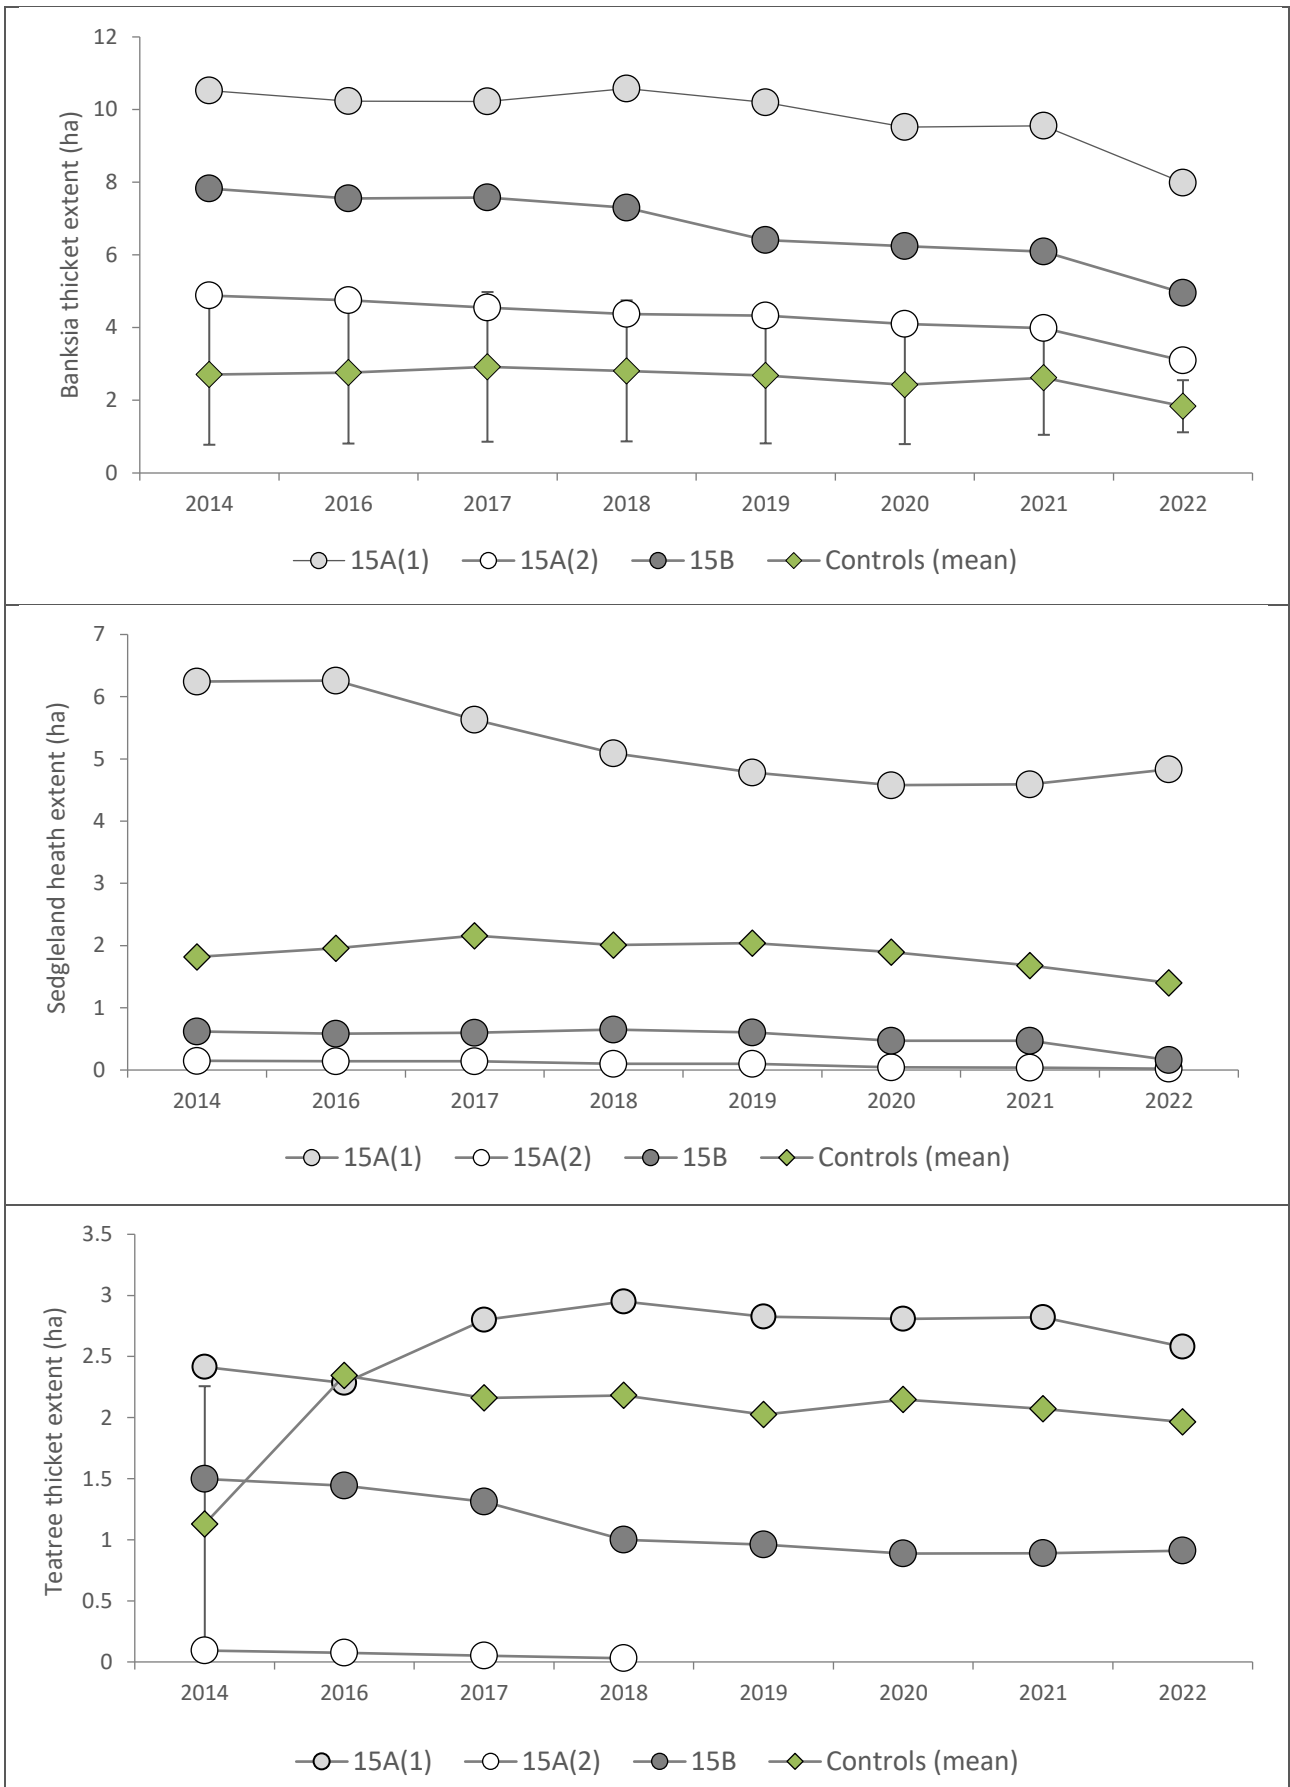 Banksia thicket extent (ha)
12
10
8
6
4
2
0
2014 2016 2017 2018 2019 2020 2021 2022
15A(1) 15A(2) 15B Controls (mean)
Sedgleland heath extent (ha)
7
6
5
4
3
2
1
0
2014 2016 2017 2018 2019 2020 2021 2022
15A(1) 15A(2) 15B Controls (mean)
Teatree thicket extent (ha)
3.5
3
2.5
2
1.5
1
0.5
0
2014 2016 2017 2018 2019 2020 2021 2022
15A(1) 15A(2) 15B Controls (mean)